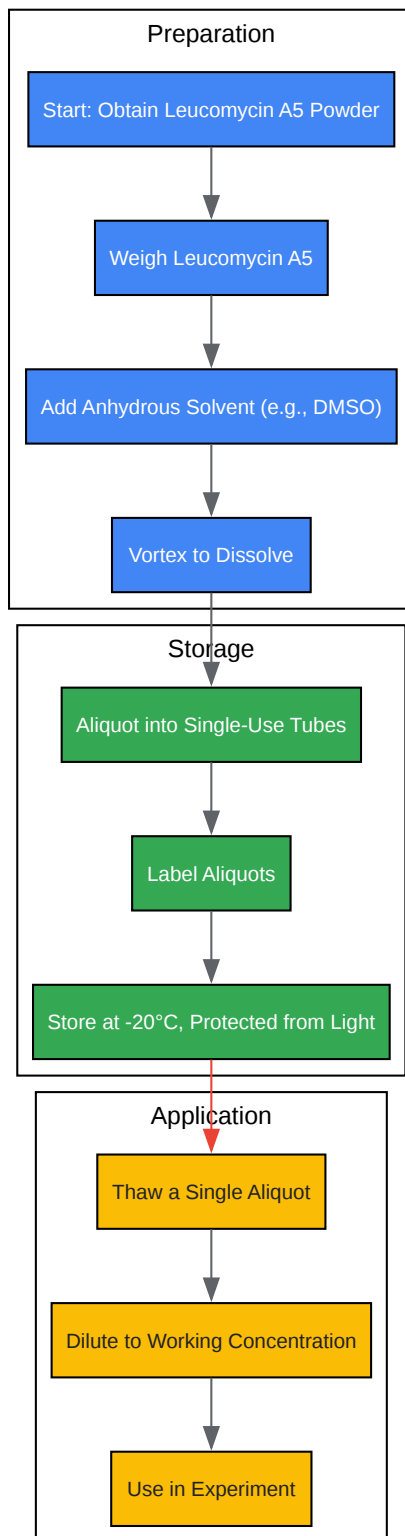 Preparation
Start: Obtain Leucomycin A5 Powder
Weigh Leucomycin A5
Add Anhydrous Solvent (e.g., DMSO)
Vortex to Dissolve
Storage
Aliquot into Single-Use Tubes
Label Aliquots
Store at -20°C, Protected from Light
Application
Thaw a Single Aliquot
Dilute to Working Concentration
Use in Experiment